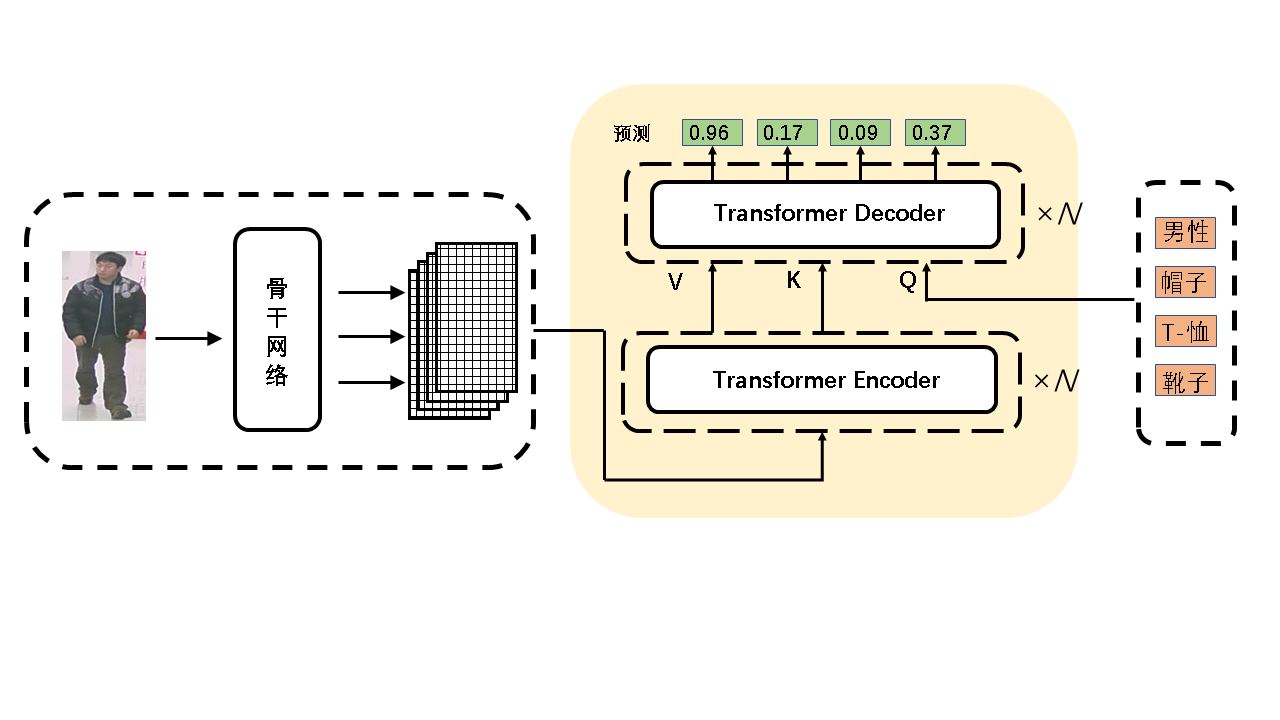 骨干网络
预测 0.96 0.17 0.09 0.37
Transformer Decoder
×N
V K Q
Transformer Encoder
×N
男性
帽子
T-恤
靴子